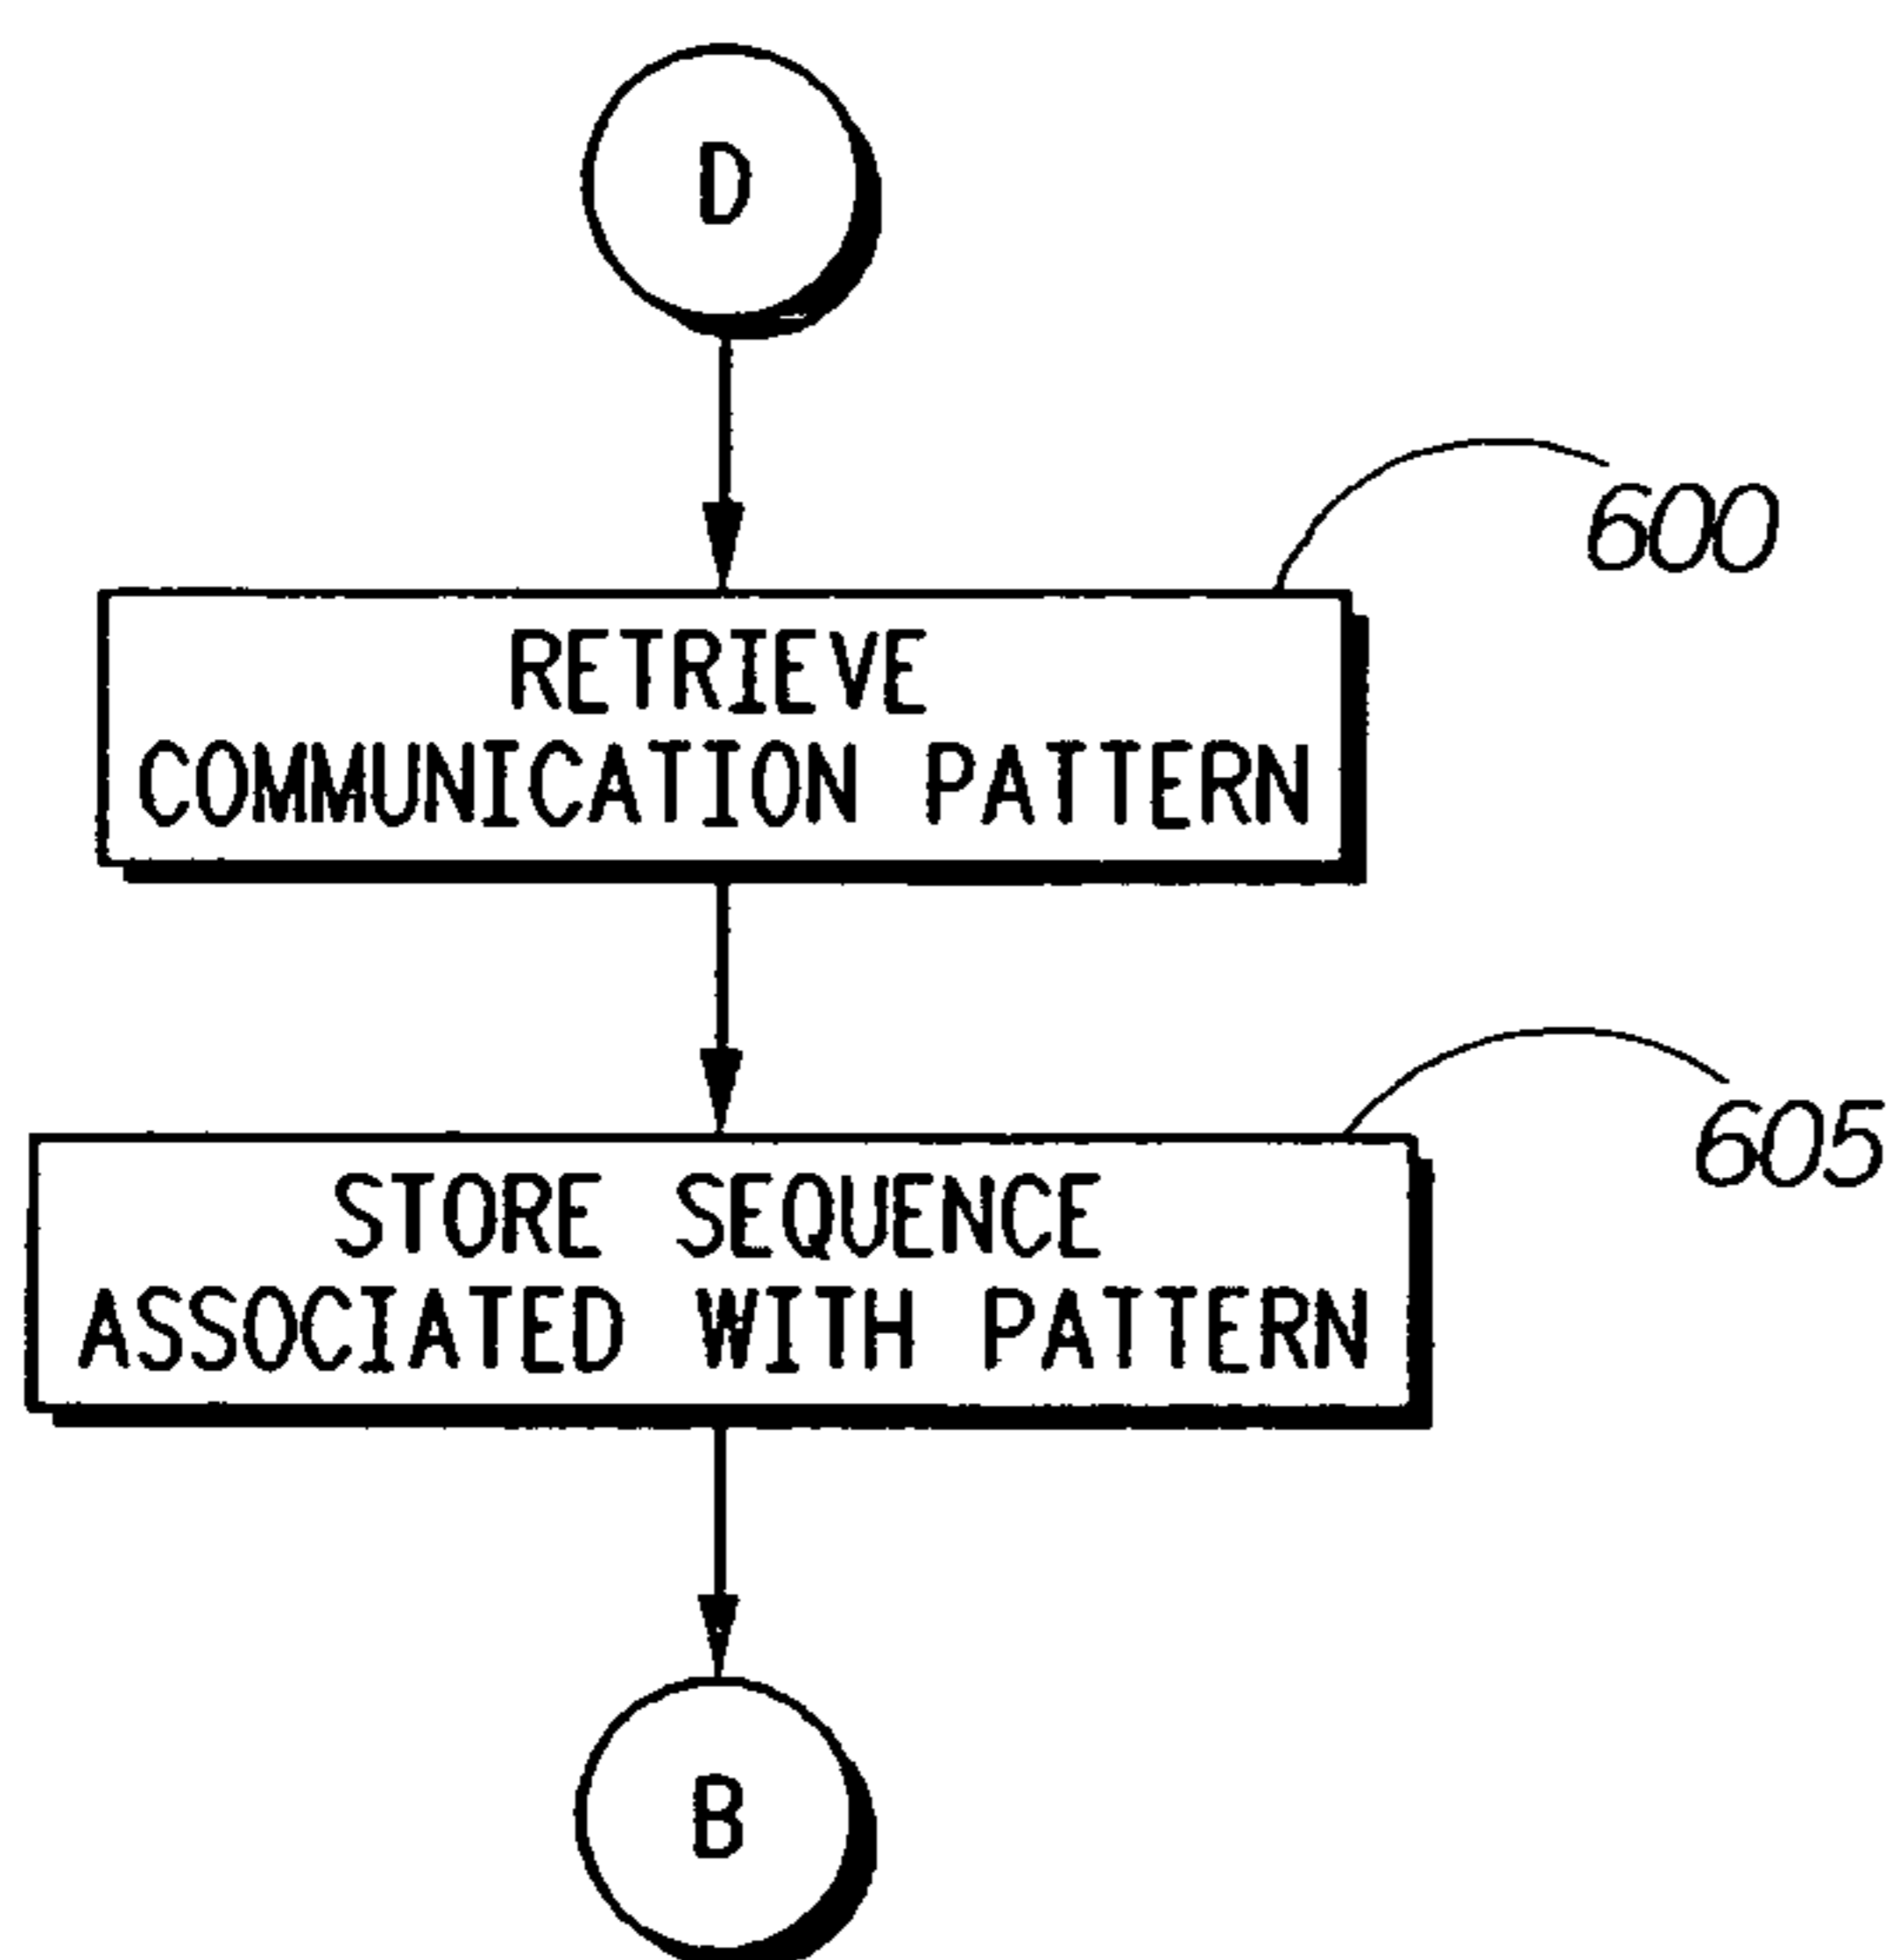 D
600
RETRIEVE
COMMUNICATION PATTERN
605
STORE SEQUENCE
ASSOCIATED WITH PATTERN
B